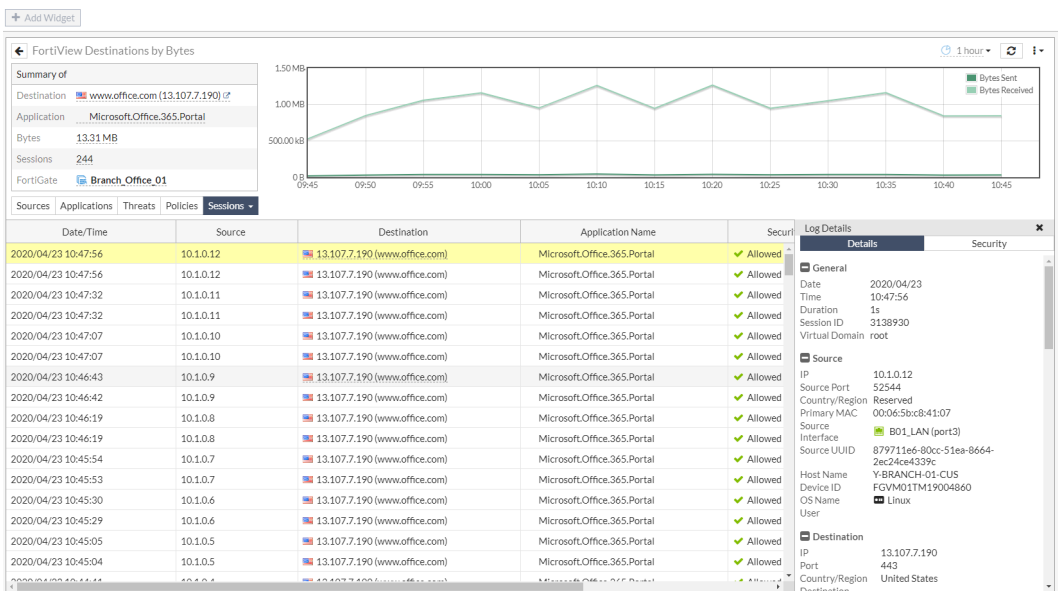 + Add Widget
FortiView Destinations by Bytes
1 hour
Summary of
Destination www.office.com (13.107.7.190)
Application Microsoft.Office.365.Portal
Bytes 13.31 MB
Sessions 244
FortiGate Branch_Office_01
1.50 MB
1.00 MB
500.00 kB
0 B
Bytes Sent
Bytes Received
09:45 09:50 09:55 10:00 10:05 10:10 10:15 10:20 10:25 10:30 10:35 10:40 10:45
Sources Applications Threats Policies Sessions
Date/Time Source Destination Application Name Securi
2020/04/23 10:47:56 10.1.0.12 13.107.7.190 (www.office.com) Microsoft.Office.365.Portal Allowed
2020/04/23 10:47:56 10.1.0.12 13.107.7.190 (www.office.com) Microsoft.Office.365.Portal Allowed
2020/04/23 10:47:32 10.1.0.11 13.107.7.190 (www.office.com) Microsoft.Office.365.Portal Allowed
2020/04/23 10:47:32 10.1.0.11 13.107.7.190 (www.office.com) Microsoft.Office.365.Portal Allowed
2020/04/23 10:47:07 10.1.0.10 13.107.7.190 (www.office.com) Microsoft.Office.365.Portal Allowed
2020/04/23 10:47:07 10.1.0.10 13.107.7.190 (www.office.com) Microsoft.Office.365.Portal Allowed
2020/04/23 10:46:43 10.1.0.9 13.107.7.190 (www.office.com) Microsoft.Office.365.Portal Allowed
2020/04/23 10:46:42 10.1.0.9 13.107.7.190 (www.office.com) Microsoft.Office.365.Portal Allowed
2020/04/23 10:46:19 10.1.0.8 13.107.7.190 (www.office.com) Microsoft.Office.365.Portal Allowed
2020/04/23 10:46:19 10.1.0.8 13.107.7.190 (www.office.com) Microsoft.Office.365.Portal Allowed
2020/04/23 10:45:54 10.1.0.7 13.107.7.190 (www.office.com) Microsoft.Office.365.Portal Allowed
2020/04/23 10:45:53 10.1.0.7 13.107.7.190 (www.office.com) Microsoft.Office.365.Portal Allowed
2020/04/23 10:45:30 10.1.0.6 13.107.7.190 (www.office.com) Microsoft.Office.365.Portal Allowed
2020/04/23 10:45:29 10.1.0.6 13.107.7.190 (www.office.com) Microsoft.Office.365.Portal Allowed
2020/04/23 10:45:05 10.1.0.5 13.107.7.190 (www.office.com) Microsoft.Office.365.Portal Allowed
2020/04/23 10:45:04 10.1.0.5 13.107.7.190 (www.office.com) Microsoft.Office.365.Portal Allowed
Log Details
Details Security
General
Date 2020/04/23
Time 10:47:56
Duration 1s
Session ID 3138930
Virtual Domain root
Source
IP 10.1.0.12
Source Port 52544
Country/Region Reserved
Primary MAC 00:06:5b:c8:41:07
Source
Interface B01_LAN (port3)
Source UUID 879711e6-80cc-51ea-8664-
2ec24ce4339c
Host Name Y-BRANCH-01-CUS
Device ID FGVM01TM19004860
OS Name Linux
User
Destination
IP 13.107.7.190
Port 443
Country/Region United States
Destination